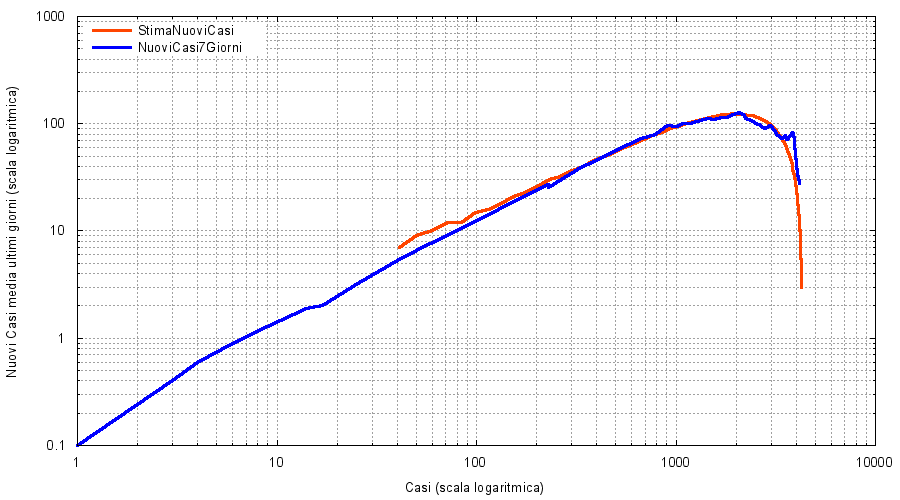 1000
100
10
1
0.1
StimaNuoviCasi
NuoviCasi7Giorni
Nuovi Casi media ultimi giorni (scala logaritmica)
1 10 100 1000 10000
Casi (scala logaritmica)